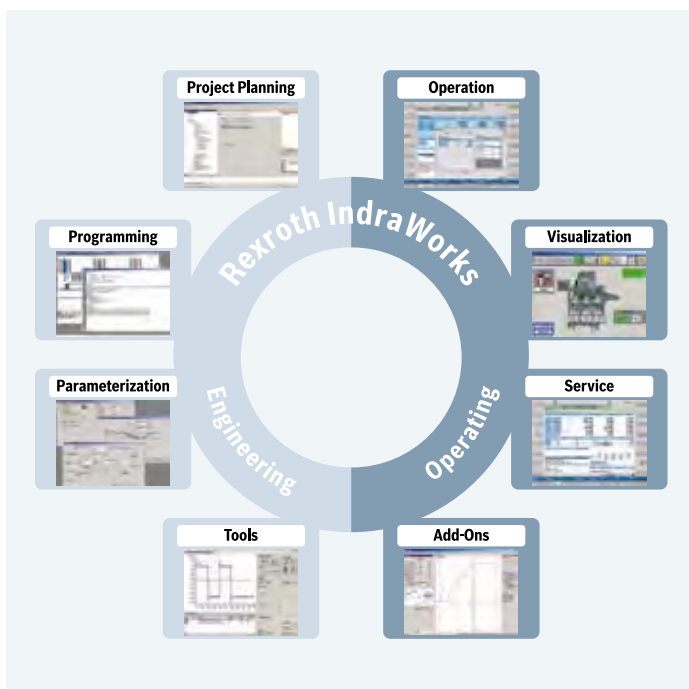 Project Planning
Operation
Programming
Visualization
Rexroth IndraWorks
Parameterization
Service
Engineering
Operating
Tools
Add-Ons